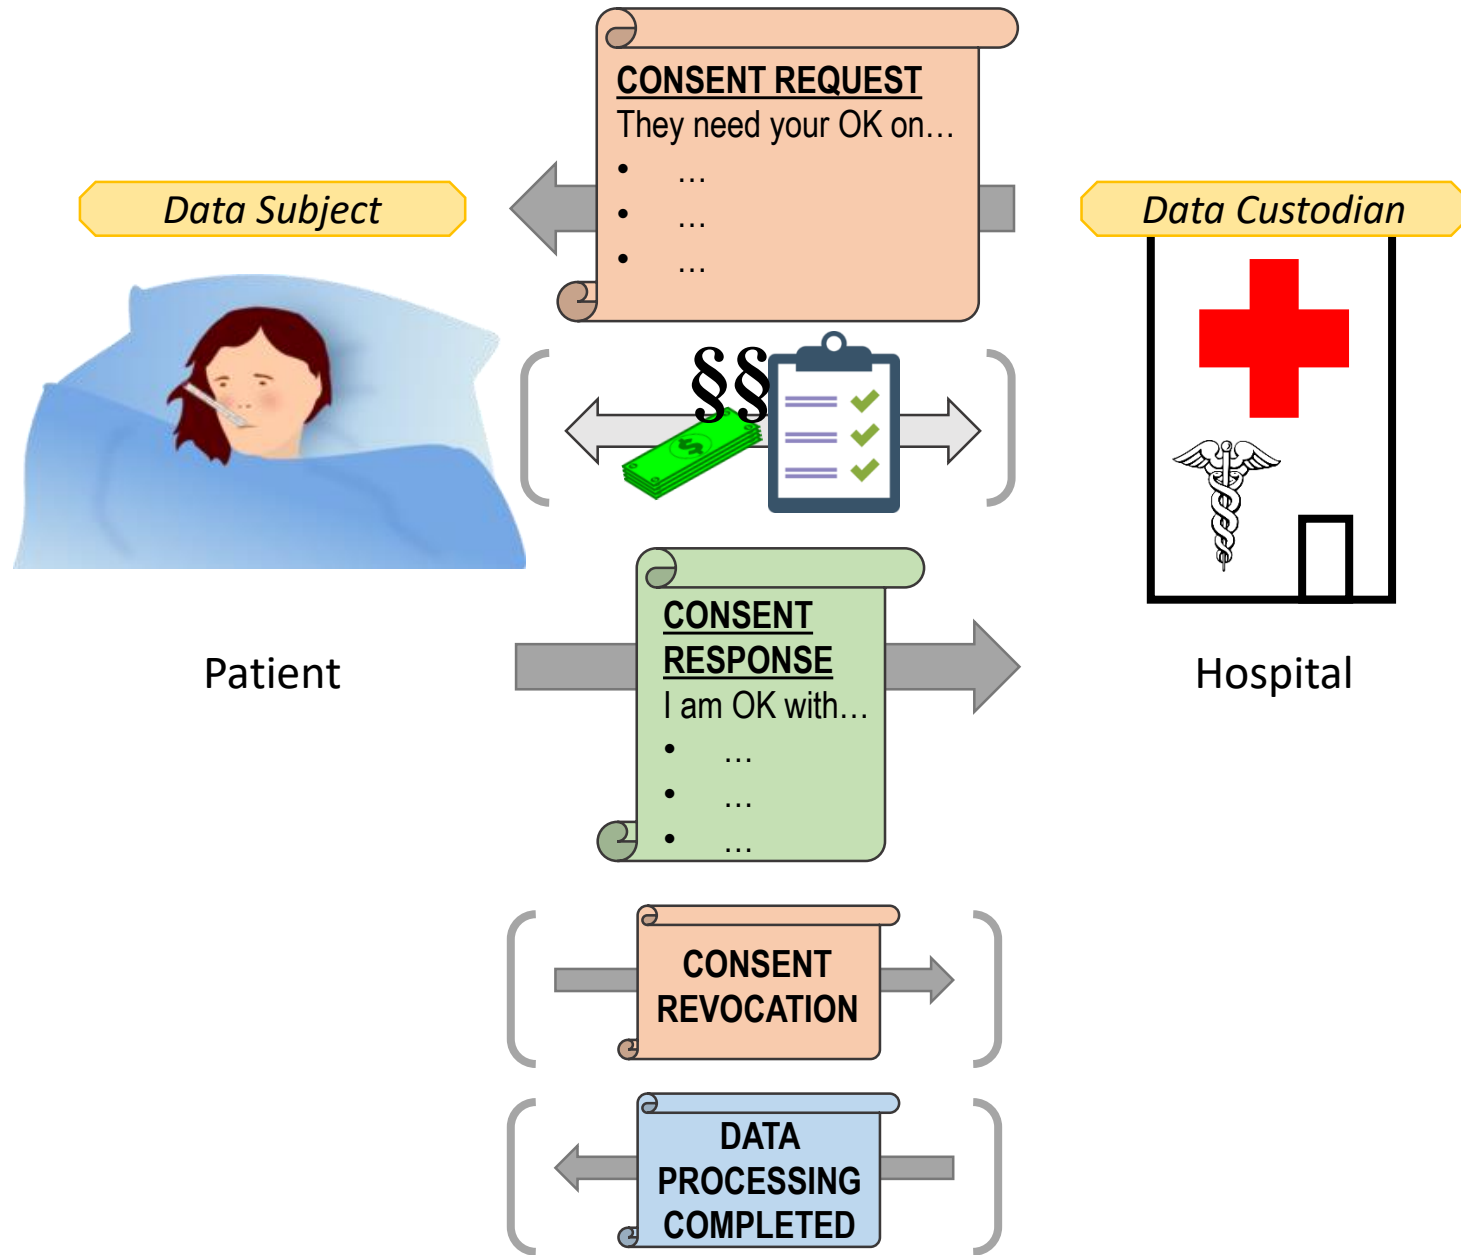 CONSENT REQUEST
They need your OK on…
• …
• …
• …
Data Subject
Data Custodian
§§
$
CONSENT
RESPONSE
I am OK with…
• …
• …
• …
Patient
Hospital
CONSENT
REVOCATION
DATA
PROCESSING
COMPLETED